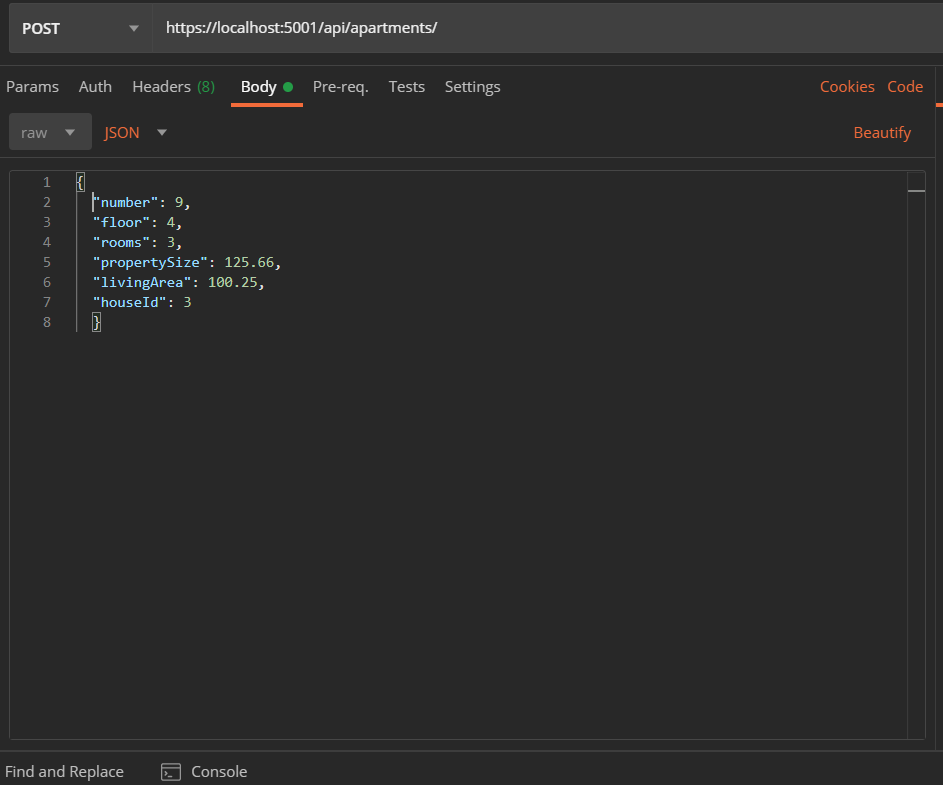 POST https://localhost:5001/api/apartments/
Params Auth Headers (8) Body Pre-req. Tests Settings Cookies Code
raw JSON Beautify
1 {
2 "number": 9,
3 "floor": 4,
4 "rooms": 3,
5 "propertySize": 125.66,
6 "livingArea": 100.25,
7 "houseId": 3
8 }
Find and Replace Console